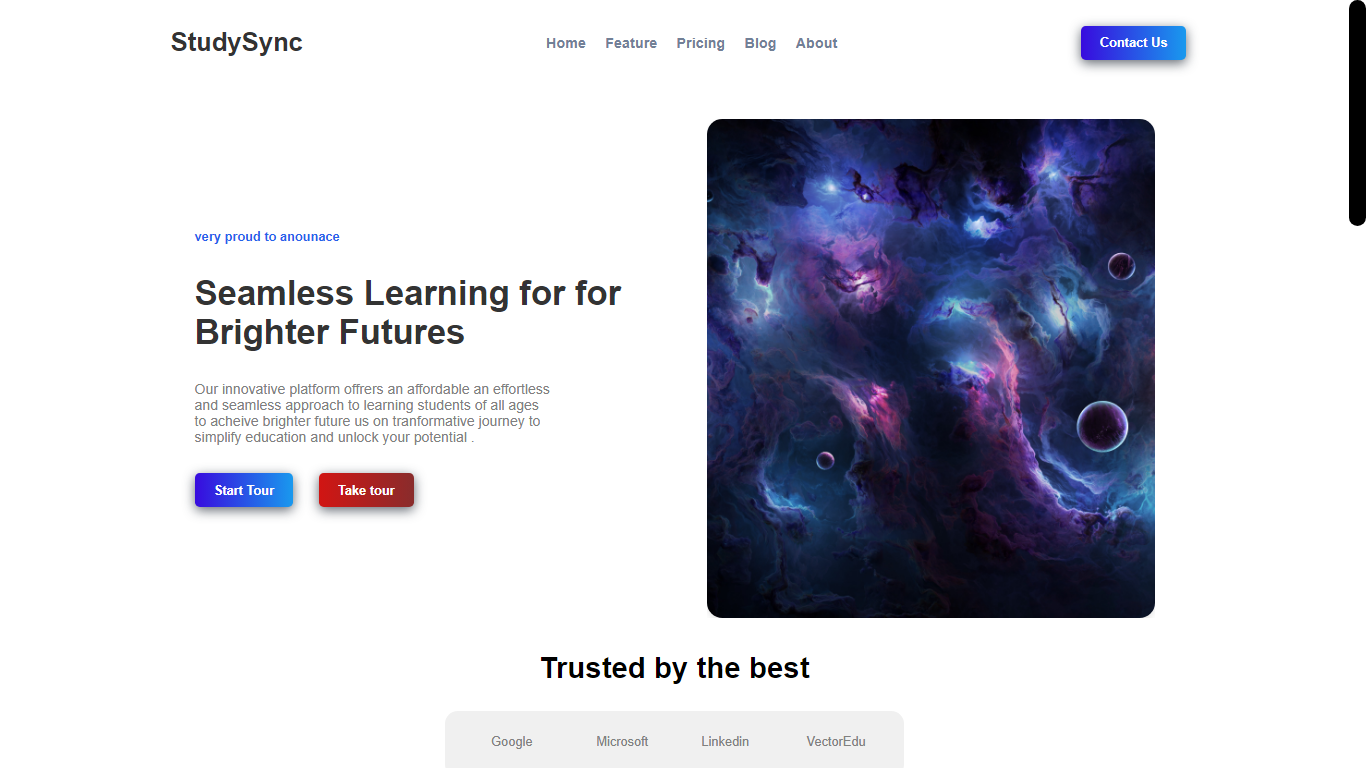 StudySync
Home Feature Pricing Blog About
Contact Us
very proud to anounace
Seamless Learning for for
Brighter Futures
Our innovative platform offrers an affordable an effortless
and seamless approach to learning students of all ages
to acheive brighter future us on tranformative journey to
simplify education and unlock your potential .
Start Tour
Take tour
Trusted by the best
Google Microsoft Linkedin VectorEdu